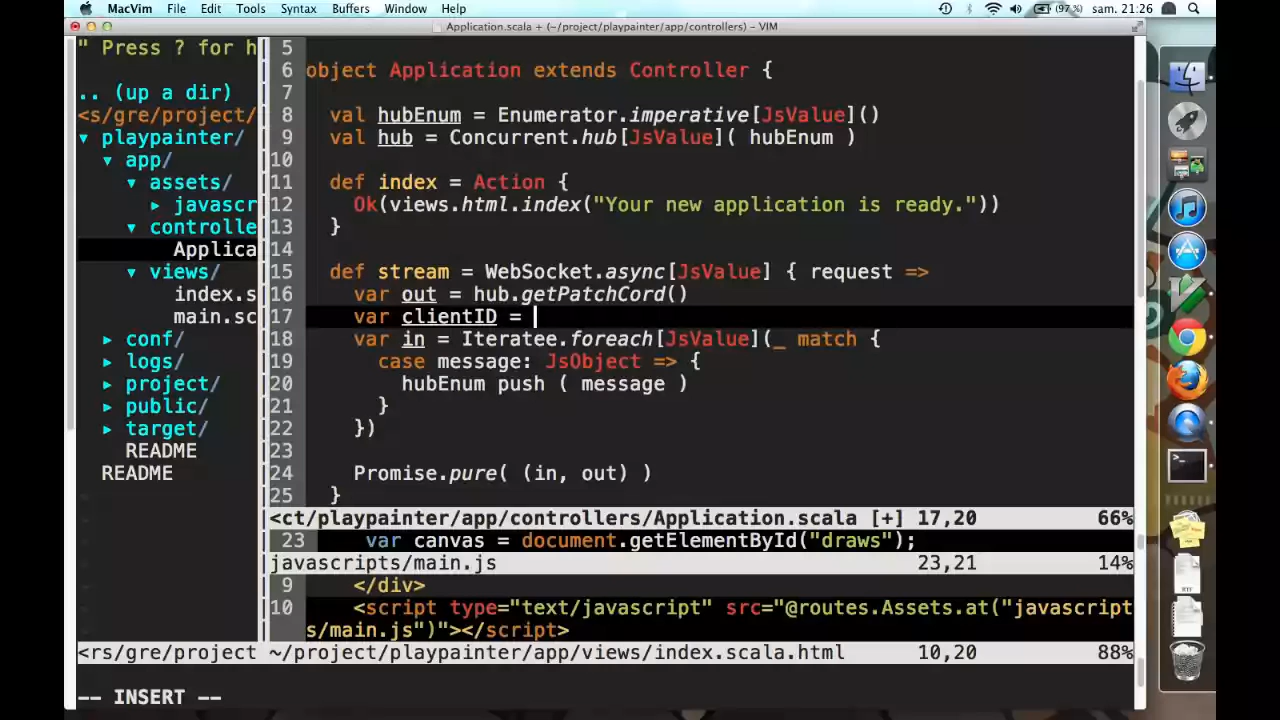 MacVim File Edit Tools Syntax Buffers Window Help (97 %) sam. 21:26
Application.scala + (~/project/playpainter/app/controllers) – VIM
" Press ? for h
.. (up a dir)
<s/gre/project/
▾ playpainter/
▾ app/
▾ assets/
▸ javascr
▾ controlle
Applica
▾ views/
index.s
main.sc
▸ conf/
▸ logs/
▸ project/
▸ public/
▸ target/
README
README
5
6 object Application extends Controller {
7
8 val hubEnum = Enumerator.imperative[JsValue]()
9 val hub = Concurrent.hub[JsValue]( hubEnum )
10
11 def index = Action {
12 Ok(views.html.index("Your new application is ready."))
13 }
14
15 def stream = WebSocket.async[JsValue] { request =>
16 var out = hub.getPatchCord()
17 var clientID =
18 var in = Iteratee.foreach[JsValue](_ match {
19 case message: JsObject => {
20 hubEnum push ( message )
21 }
22 })
23
24 Promise.pure( (in, out) )
25 }
<ct/playpainter/app/controllers/Application.scala [+] 17,20 66%
23 var canvas = document.getElementById("draws");
javascripts/main.js 23,21 14%
9 </div>
10 <script type="text/javascript" src="@routes.Assets.at("javascript
s/main.js")"></script>
<rs/gre/project ~/project/playpainter/app/views/index.scala.html 10,20 88%
-- INSERT --